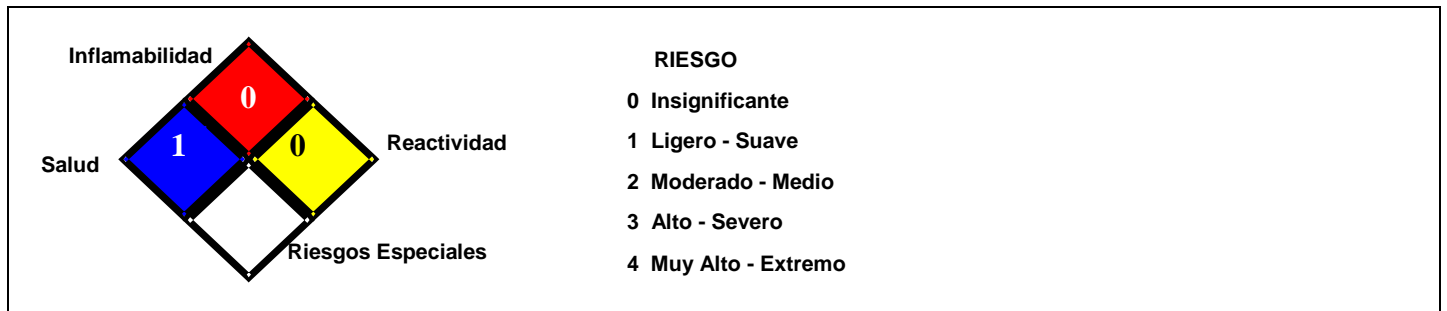 Inflamabilidad
0
1
0
Reactividad
Salud
Riesgos Especiales
RIESGO
0 Insignificante
1 Ligero - Suave
2 Moderado - Medio
3 Alto - Severo
4 Muy Alto - Extremo